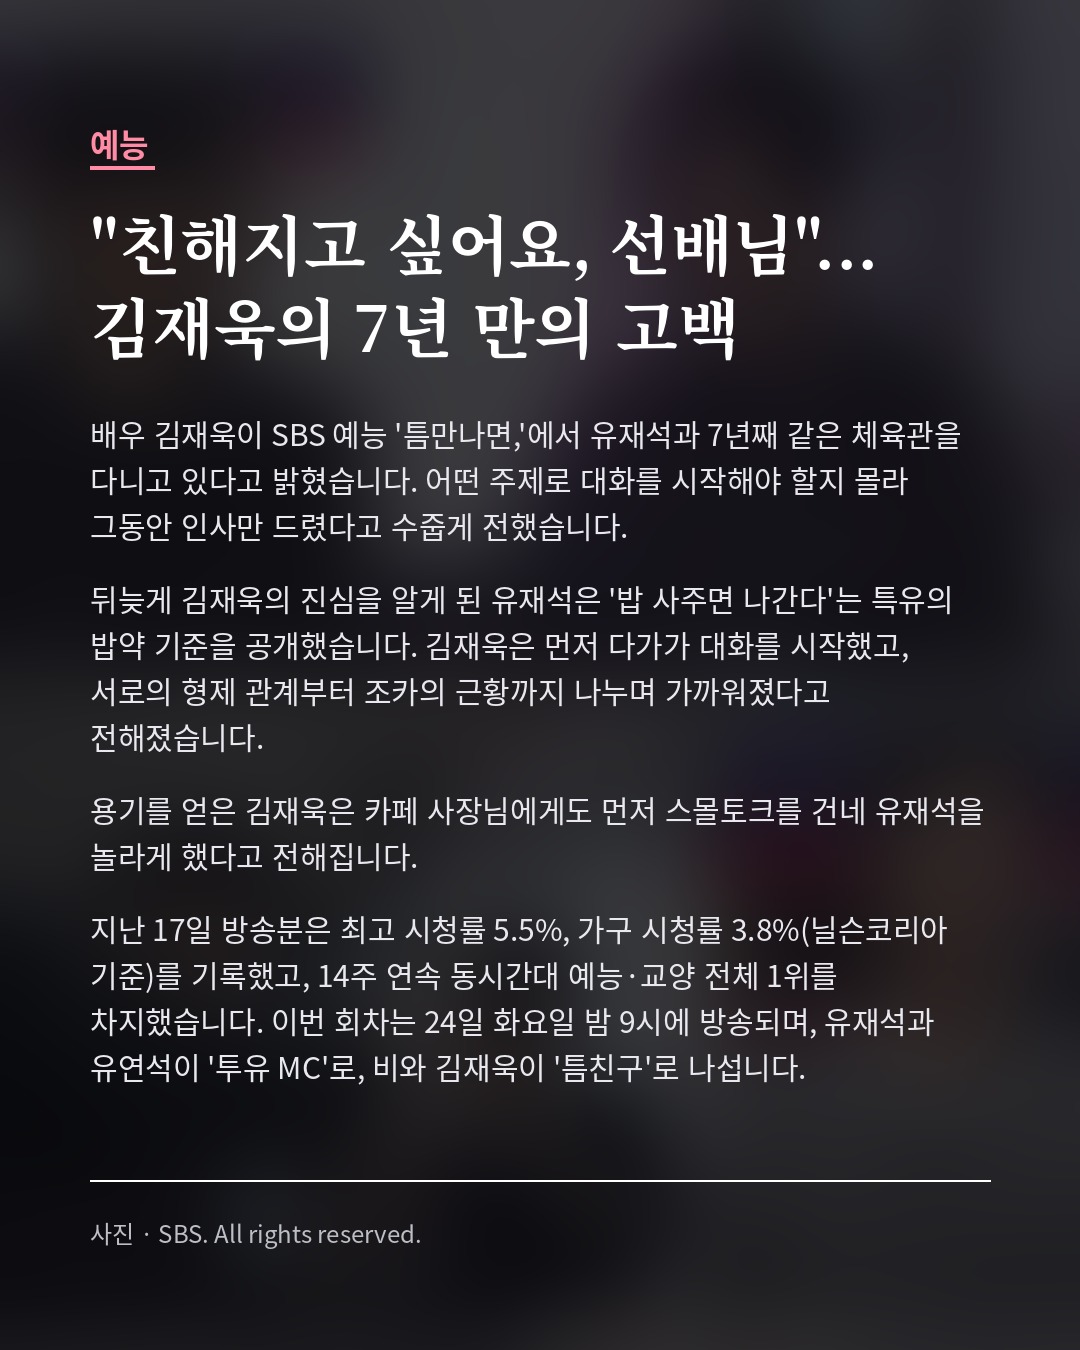 예능
"친해지고 싶어요, 선배님"...
김재욱의 7년 만의 고백
배우 김재욱이 SBS 예능 '틈만나면,'에서 유재석과 7년째 같은 체육관을
다니고 있다고 밝혔습니다. 어떤 주제로 대화를 시작해야 할지 몰라
그동안 인사만 드렸다고 수줍게 전했습니다.
뒤늦게 김재욱의 진심을 알게 된 유재석은 '밥 사주면 나간다'는 특유의
밥약 기준을 공개했습니다. 김재욱은 먼저 다가가 대화를 시작했고,
서로의 형제 관계부터 조카의 근황까지 나누며 가까워졌다고
전해졌습니다.
용기를 얻은 김재욱은 카페 사장님에게도 먼저 스몰토크를 건네 유재석을
놀라게 했다고 전해집니다.
지난 17일 방송분은 최고 시청률 5.5%, 가구 시청률 3.8%(닐슨코리아
기준)를 기록했고, 14주 연속 동시간대 예능·교양 전체 1위를
차지했습니다. 이번 회차는 24일 화요일 밤 9시에 방송되며, 유재석과
유연석이 '투유 MC'로, 비와 김재욱이 '틈친구'로 나섭니다.
사진 · SBS. All rights reserved.